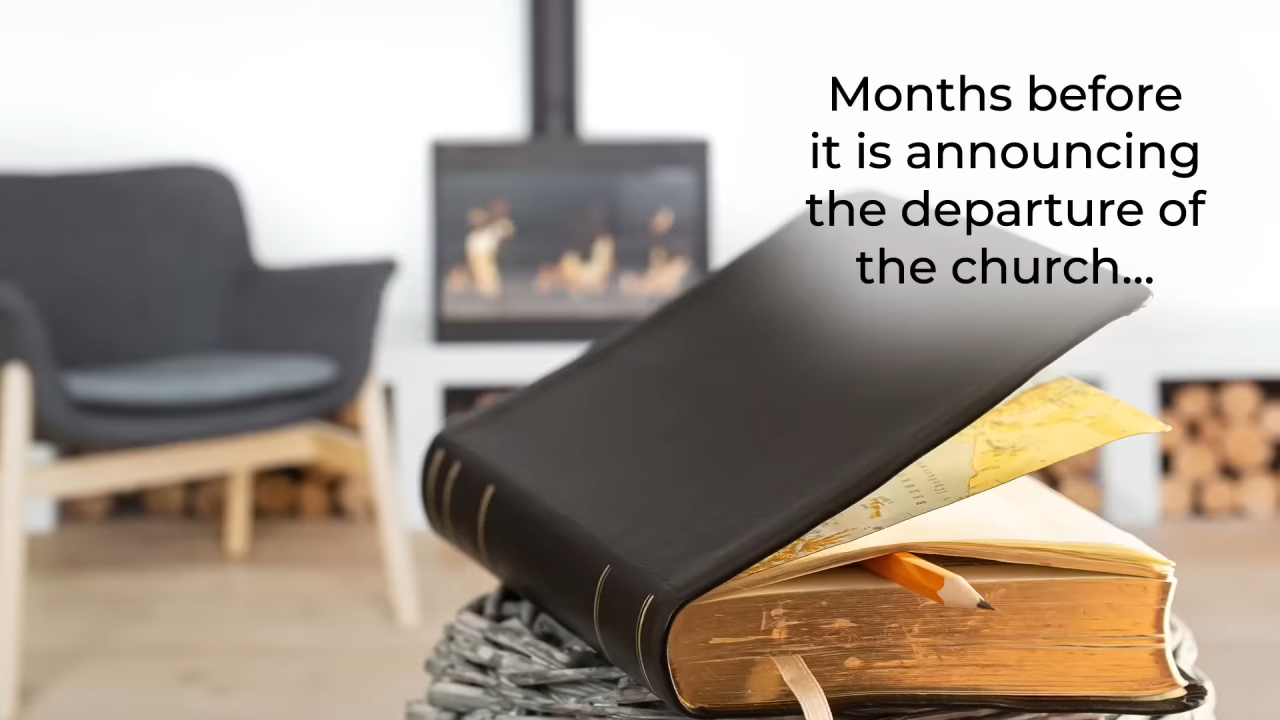 Months before
it is announcing
the departure of
the church...